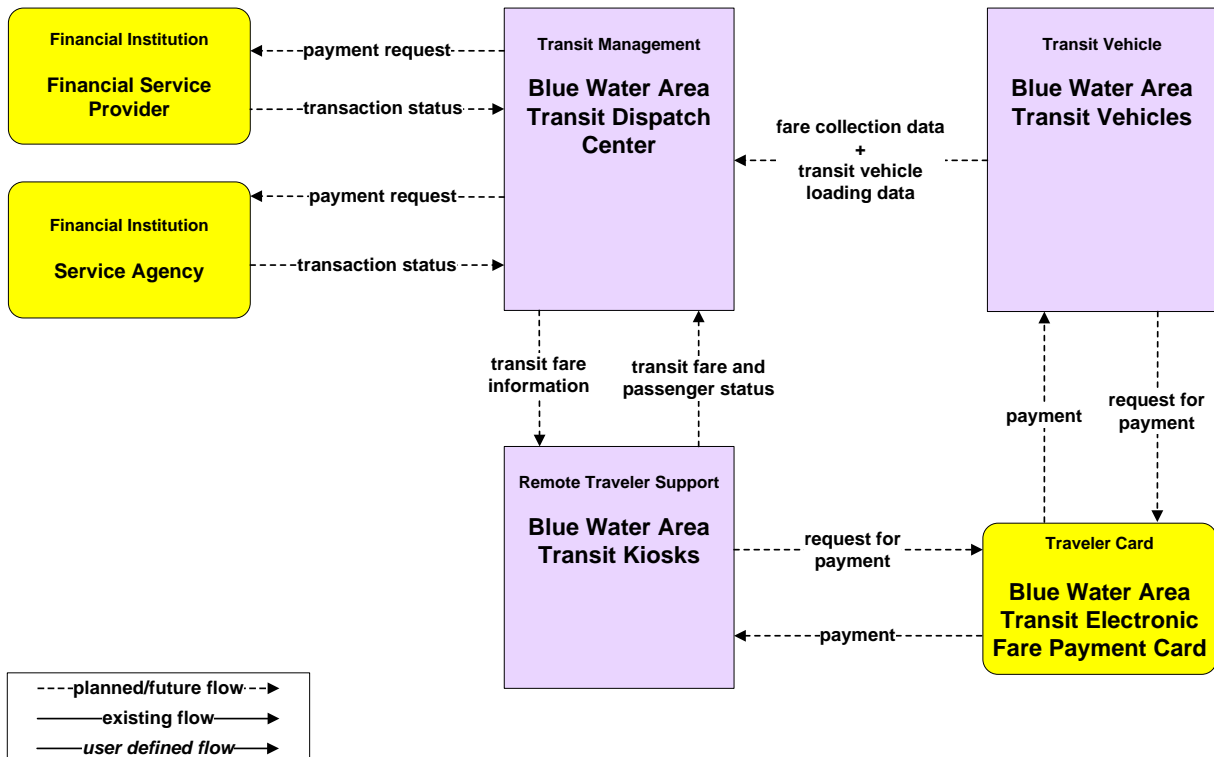 Financial Institution
Financial Service
Provider
payment request
transaction status
Transit Management
Blue Water Area
Transit Dispatch
Center
Transit Vehicle
Blue Water Area
Transit Vehicles
fare collection data
+
transit vehicle
loading data
Financial Institution
Service Agency
payment request
transaction status
transit fare
information
transit fare and
passenger status
payment
request for
payment
Remote Traveler Support
Blue Water Area
Transit Kiosks
request for
payment
payment
Traveler Card
Blue Water Area
Transit Electronic
Fare Payment Card
planned/future flow
existing flow
user defined flow